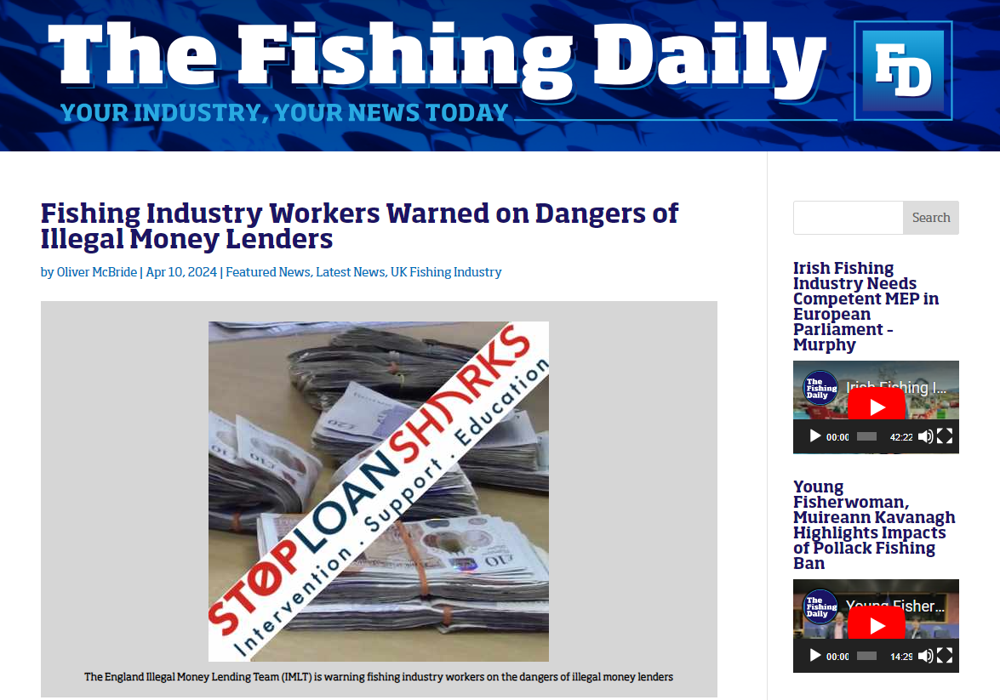 The Fishing Daily
FD
YOUR INDUSTRY, YOUR NEWS TODAY
Fishing Industry Workers Warned on Dangers of
Illegal Money Lenders
by Oliver McBride | Apr 10, 2024 | Featured News, Latest News, UK Fishing Industry
£20
£10
£10
STOPLOANSHARKS
Intervention . Support . Education
The England Illegal Money Lending Team (IMLT) is warning fishing industry workers on the dangers of illegal money lenders
Search
Irish Fishing
Industry Needs
Competent MEP in
European
Parliament –
Murphy
The
Fishing
Daily
Irish Fishing I...
00:00
42:22
Young
Fisherwoman,
Muireann Kavanagh
Highlights Impacts
of Pollack Fishing
Ban
The
Fishing
Daily
Young Fisher...
00:00
14:29